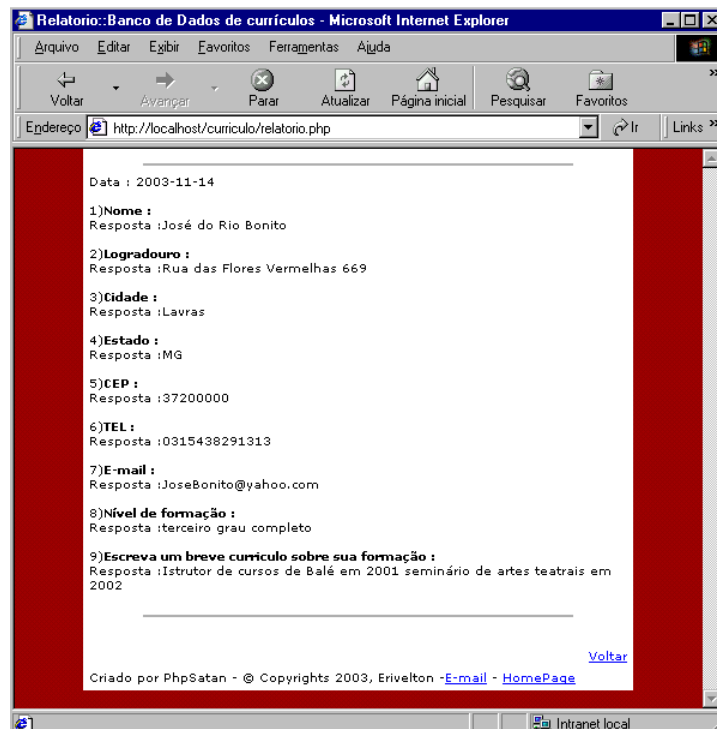 Relatorio::Banco de Dados de currículos - Microsoft Internet Explorer
Arquivo Editar Exibir Favoritos Ferramentas Ajuda
Voltar Avançar Parar Atualizar Página inicial Pesquisar Favoritos
Endereço http://localhost/curriculo/relatorio.php Ir Links
Data : 2003-11-14
1)Nome :
Resposta :José do Rio Bonito
2)Logradouro :
Resposta :Rua das Flores Vermelhas 669
3)Cidade :
Resposta :Lavras
4)Estado :
Resposta :MG
5)CEP :
Resposta :37200000
6)TEL :
Resposta :0315438291313
7)E-mail :
Resposta :JoseBonito@yahoo.com
8)Nível de formação :
Resposta :terceiro grau completo
9)Escreva um breve curriculo sobre sua formação :
Resposta :Istrutor de cursos de Balé em 2001 seminário de artes teatrais em
2002
Voltar
Criado por PhpSatan - © Copyrights 2003, Erivelton -E-mail - HomePage
Intranet local